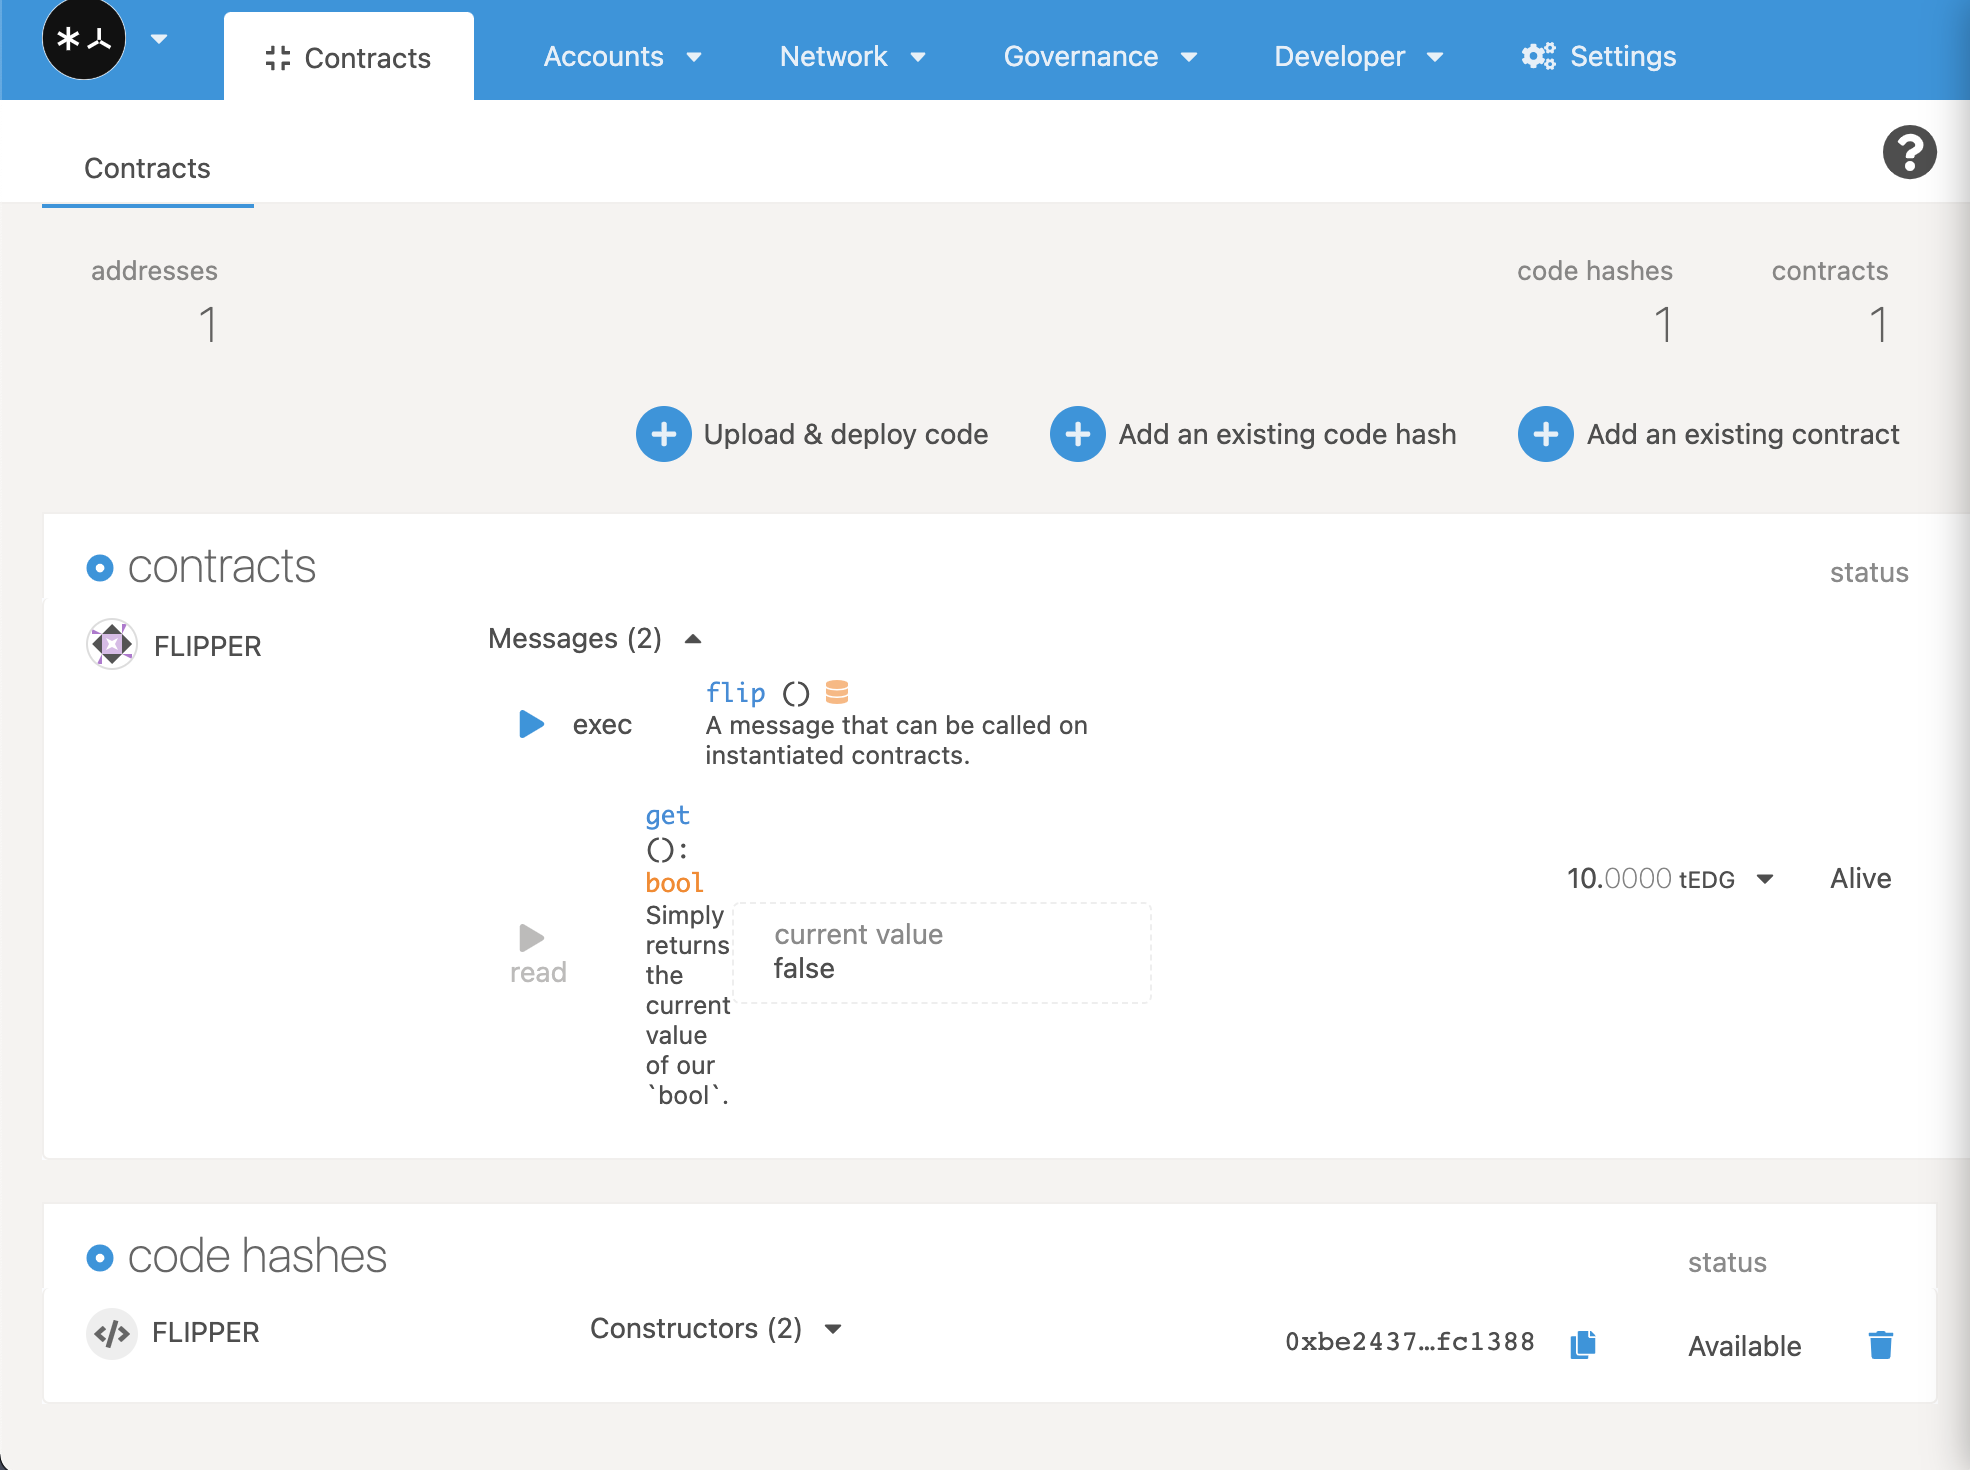 Contracts
Accounts
Network
Governance
Developer
Settings
Contracts
addresses
1
code hashes
1
contracts
1
Upload & deploy code
Add an existing code hash
Add an existing contract
contracts
status
FLIPPER
Messages (2)
exec
flip ()
A message that can be called on
instantiated contracts.
read
get
():
bool
Simply
returns
the
current
value
of our
`bool`.
current value
false
10.0000 tEDG
Alive
code hashes
status
FLIPPER
Constructors (2)
0xbe2437…fc1388
Available